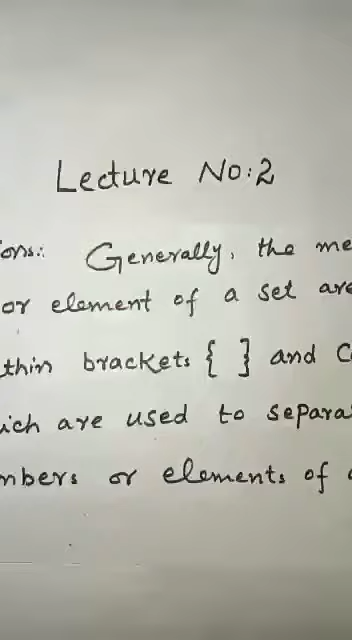 Lecture No:2
ons: Generally, the me
or element of a set are
thin brackets { } and Co
ich are used to separa
mbers or elements of a